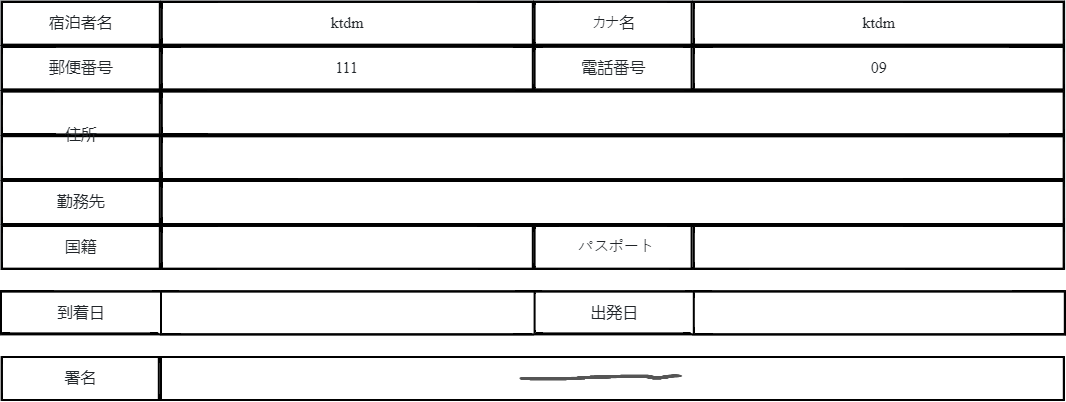 宿泊者名 ktdm カナ名 ktdm
郵便番号 111 電話番号 09
住所
勤務先
国籍 パスポート
到着日 出発日
署名